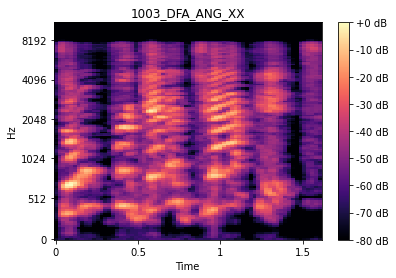 1003_DFA_ANG_XX
+0 dB
8192
-10 dB
4096
-20 dB
-30 dB
2048
Hz
-40 dB
1024
-50 dB
512
-60 dB
-70 dB
0
-80 dB
0 0.5 1 1.5
Time